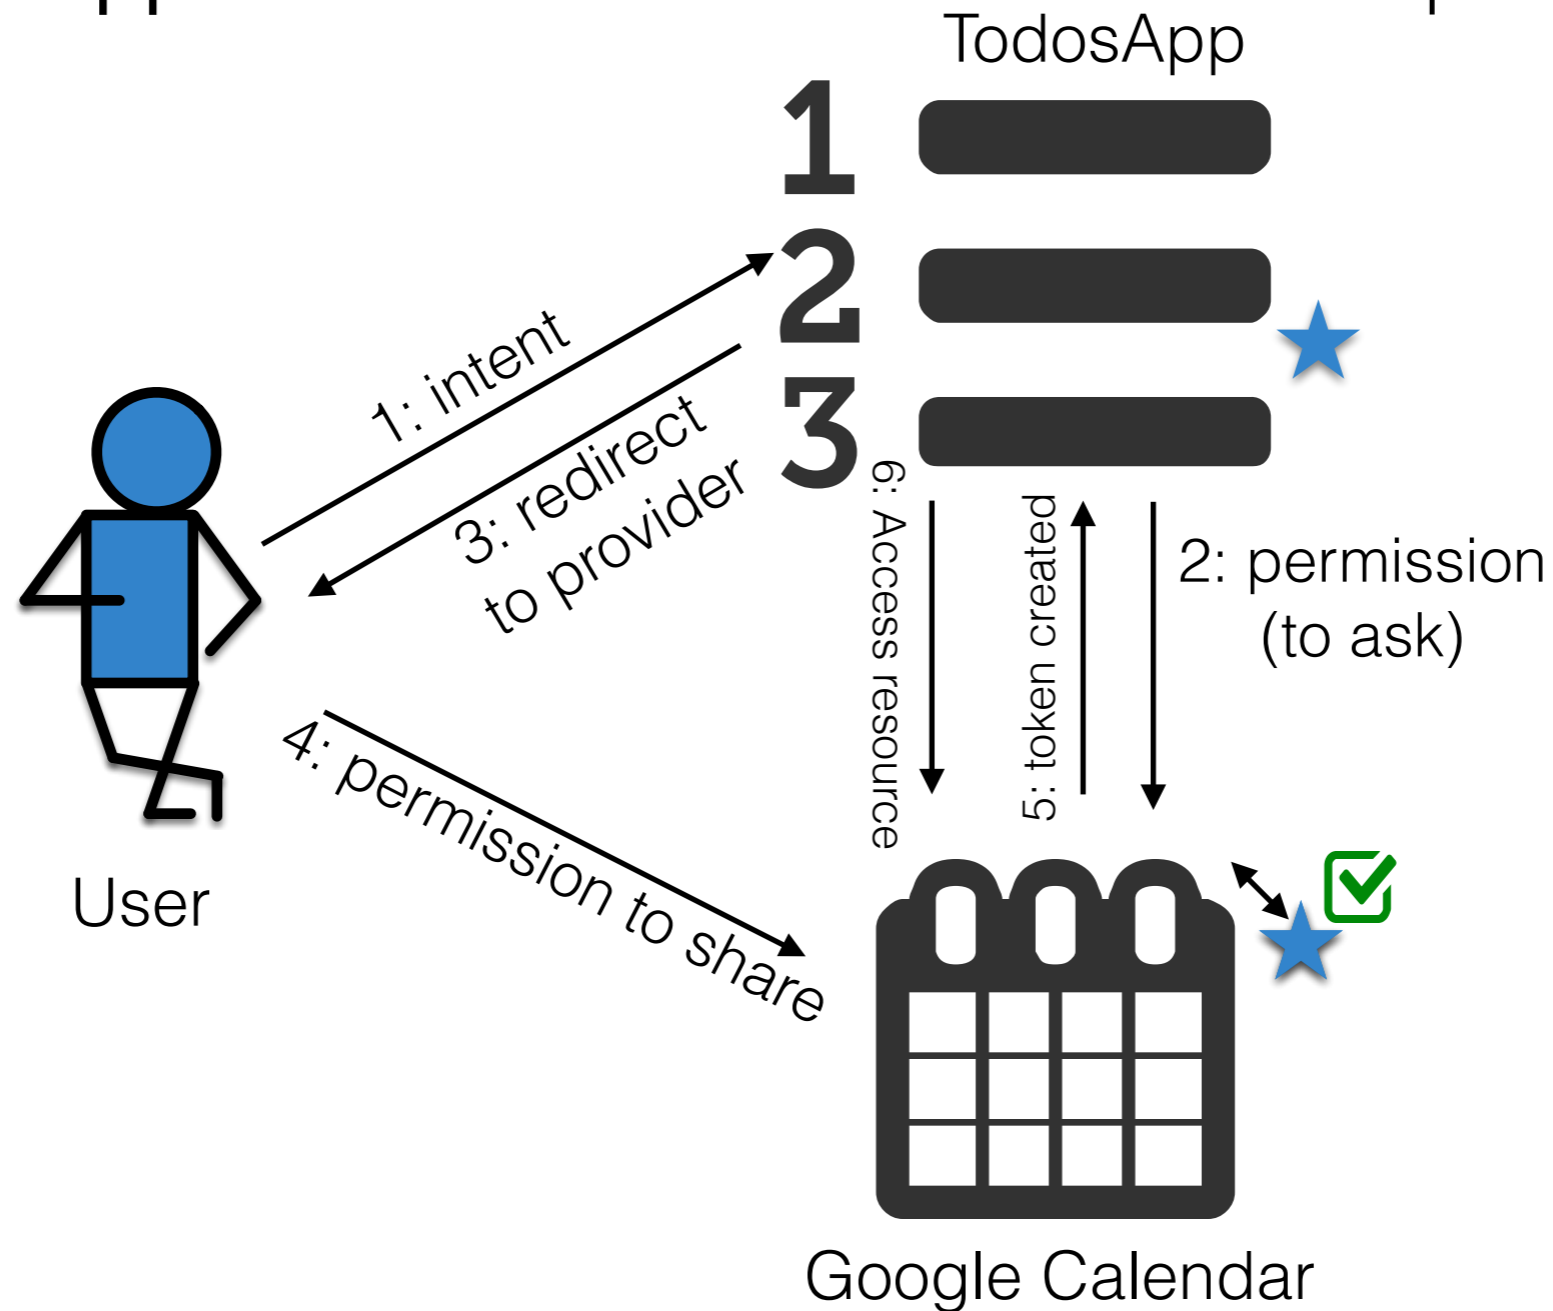 TodosApp
1
2
3
1: intent
3: redirect
to provider
6: Access resource
5: token created
2: permission
(to ask)
4: permission to share
User
Google Calendar